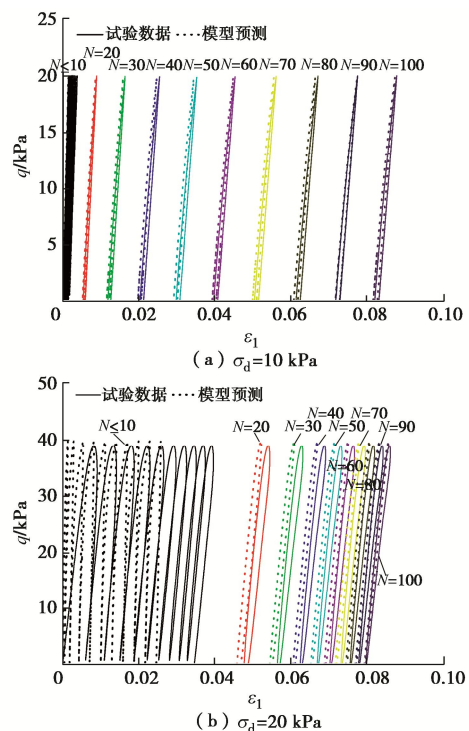 25
— 试验数据 ······ 模型预测
N=20
N≤10 N=30 N=40 N=50 N=60 N=70 N=80 N=90 N=100
20
15
q/kPa
10
5
0 0.02 0.04 0.06 0.08 0.10
ε₁
(a) σd=10 kPa
50
— 试验数据 ······ 模型预测
N=40 N=70
N≤10 N=20 N=30 N=50 N=90
40
N=60
N=80
30
q/kPa
20
N=100
10
0 0.02 0.04 0.06 0.08 0.10
ε₁
(b) σd=20 kPa